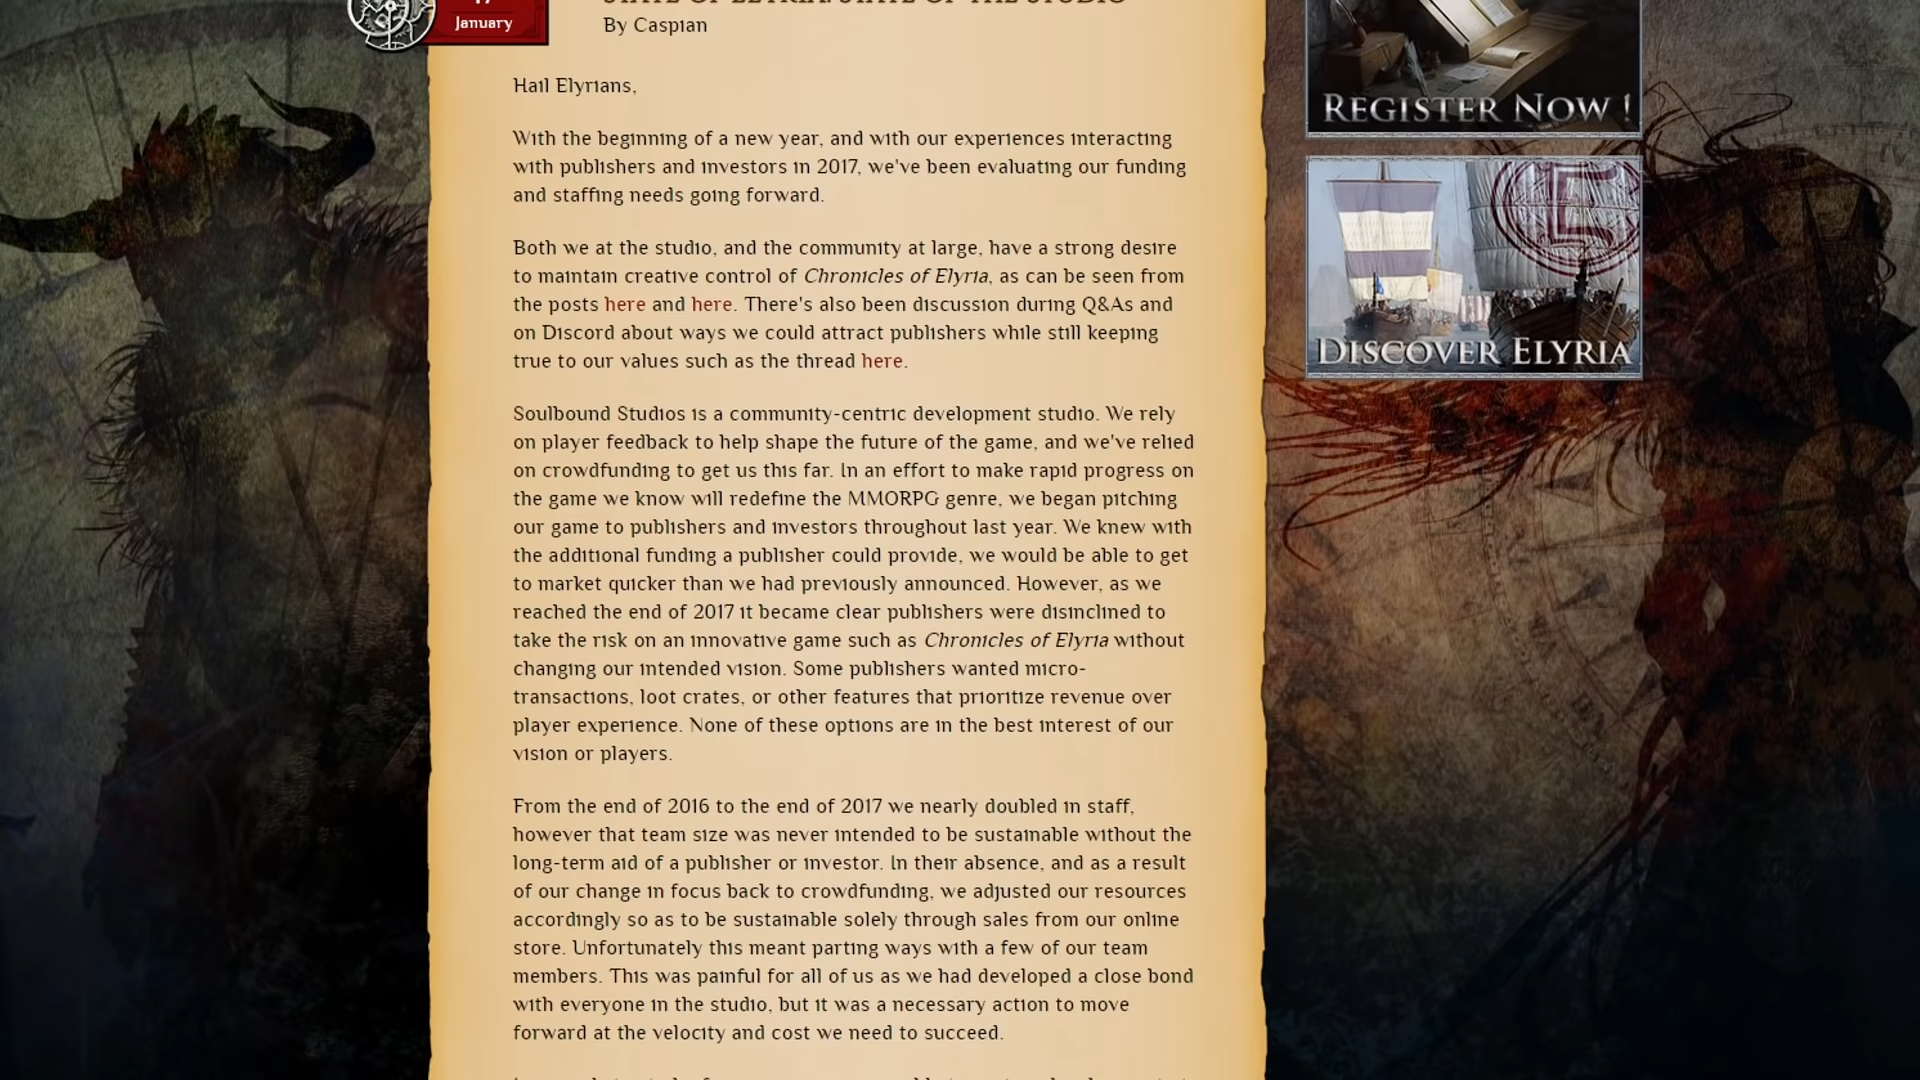 January
STATE OF ELYRIA: STATE OF THE STUDIO
By Caspian
Hail Elyrians,
With the beginning of a new year, and with our experiences interacting
with publishers and investors in 2017, we've been evaluating our funding
and staffing needs going forward.
Both we at the studio, and the community at large, have a strong desire
to maintain creative control of Chronicles of Elyria, as can be seen from
the posts here and here. There's also been discussion during Q&As and
on Discord about ways we could attract publishers while still keeping
true to our values such as the thread here.
Soulbound Studios is a community-centric development studio. We rely
on player feedback to help shape the future of the game, and we've relied
on crowdfunding to get us this far. In an effort to make rapid progress on
the game we know will redefine the MMORPG genre, we began pitching
our game to publishers and investors throughout last year. We knew with
the additional funding a publisher could provide, we would be able to get
to market quicker than we had previously announced. However, as we
reached the end of 2017 it became clear publishers were disinclined to
take the risk on an innovative game such as Chronicles of Elyria without
changing our intended vision. Some publishers wanted micro-
transactions, loot crates, or other features that prioritize revenue over
player experience. None of these options are in the best interest of our
vision or players.
From the end of 2016 to the end of 2017 we nearly doubled in staff,
however that team size was never intended to be sustainable without the
long-term aid of a publisher or investor. In their absence, and as a result
of our change in focus back to crowdfunding, we adjusted our resources
accordingly so as to be sustainable solely through sales from our online
store. Unfortunately this meant parting ways with a few of our team
members. This was painful for all of us as we had developed a close bond
with everyone in the studio, but it was a necessary action to move
forward at the velocity and cost we need to succeed.
REGISTER NOW !
DISCOVER ELYRIA